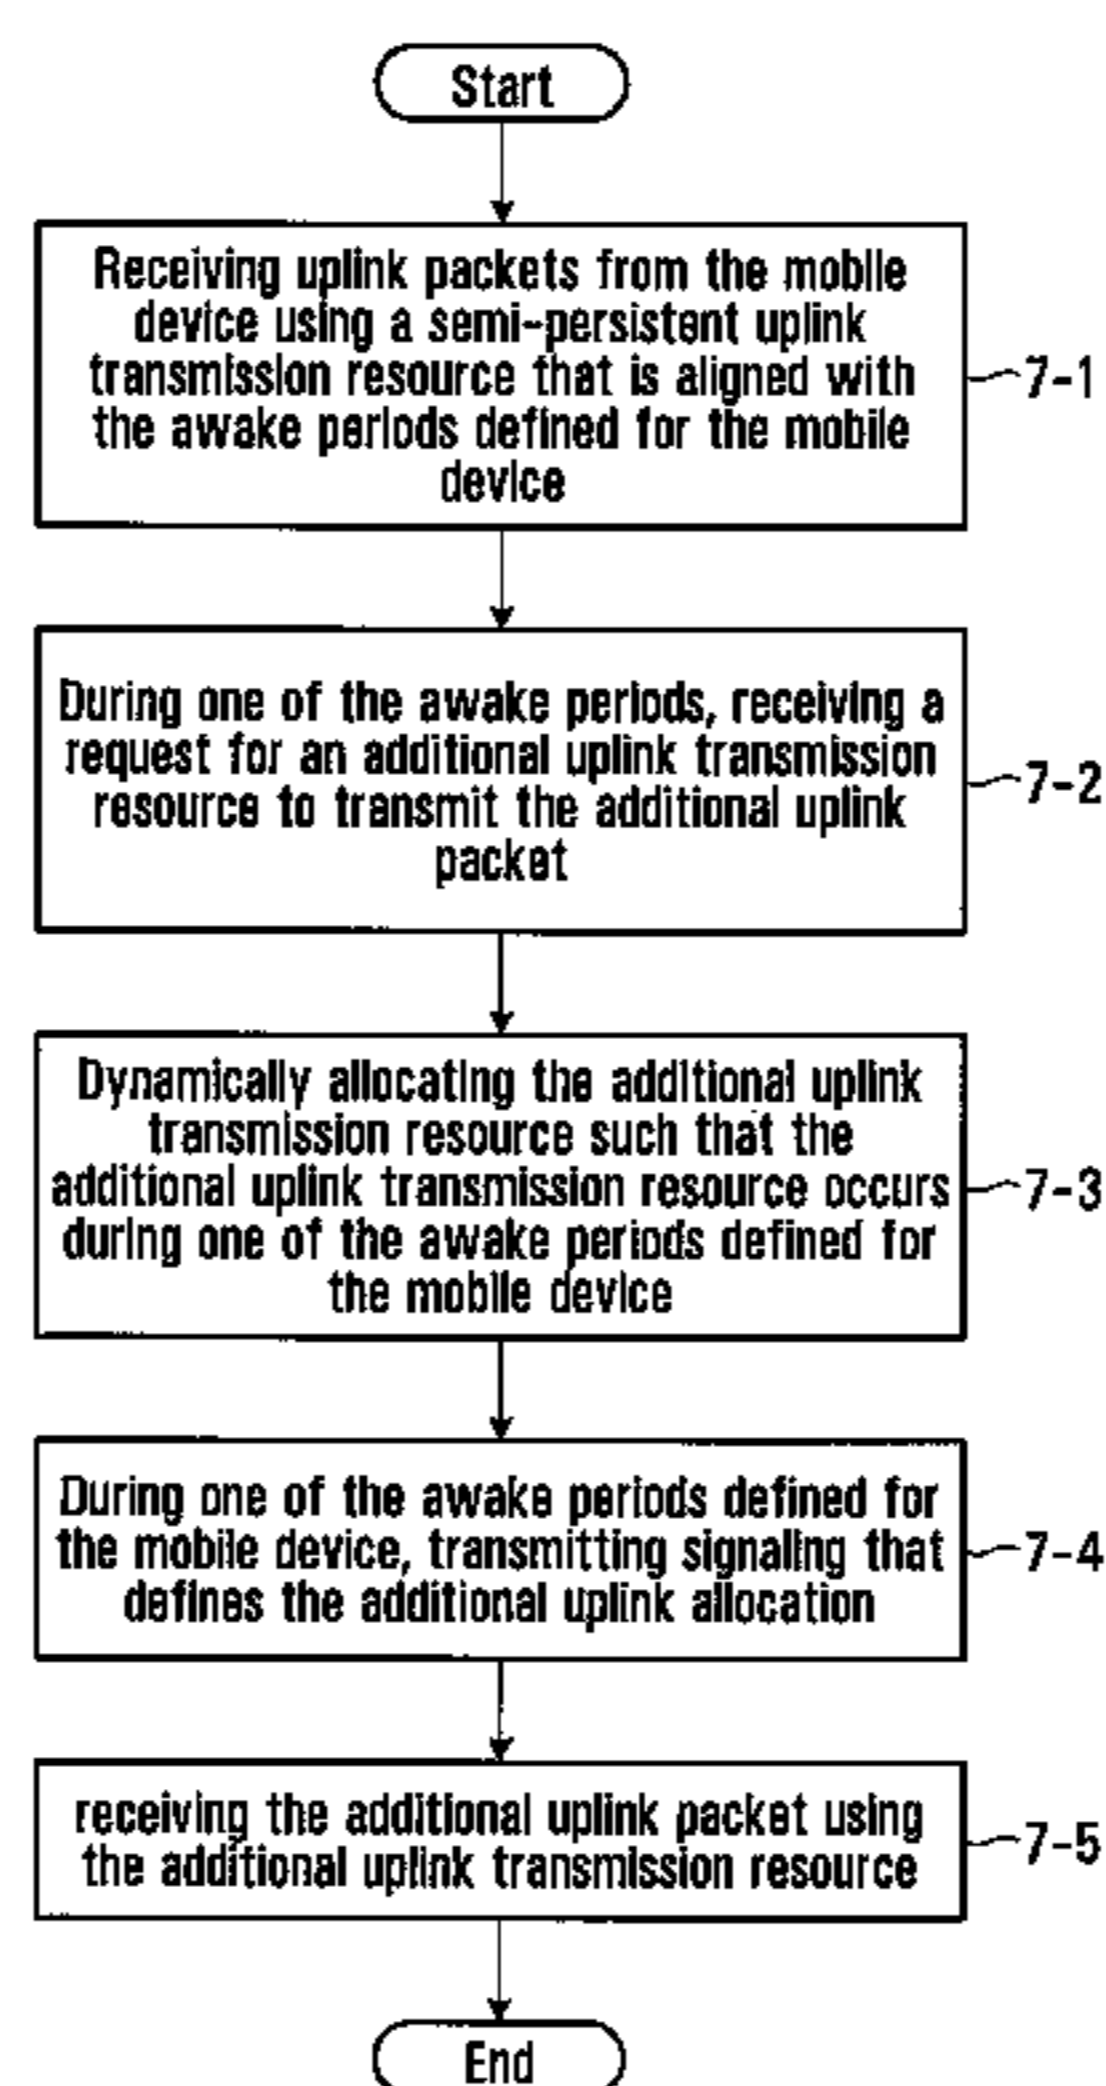 Start
Receiving uplink packets from the mobile
device using a semi-persistent uplink
transmission resource that is aligned with
the awake periods defined for the mobile
device
7-1
During one of the awake periods, receiving a
request for an additional uplink transmission
resource to transmit the additional uplink
packet
7-2
Dynamically allocating the additional uplink
transmission resource such that the
additional uplink transmission resource occurs
during one of the awake periods defined for
the mobile device
7-3
During one of the awake periods defined for
the mobile device, transmitting signaling that
defines the additional uplink allocation
7-4
receiving the additional uplink packet using
the additional uplink transmission resource
7-5
End